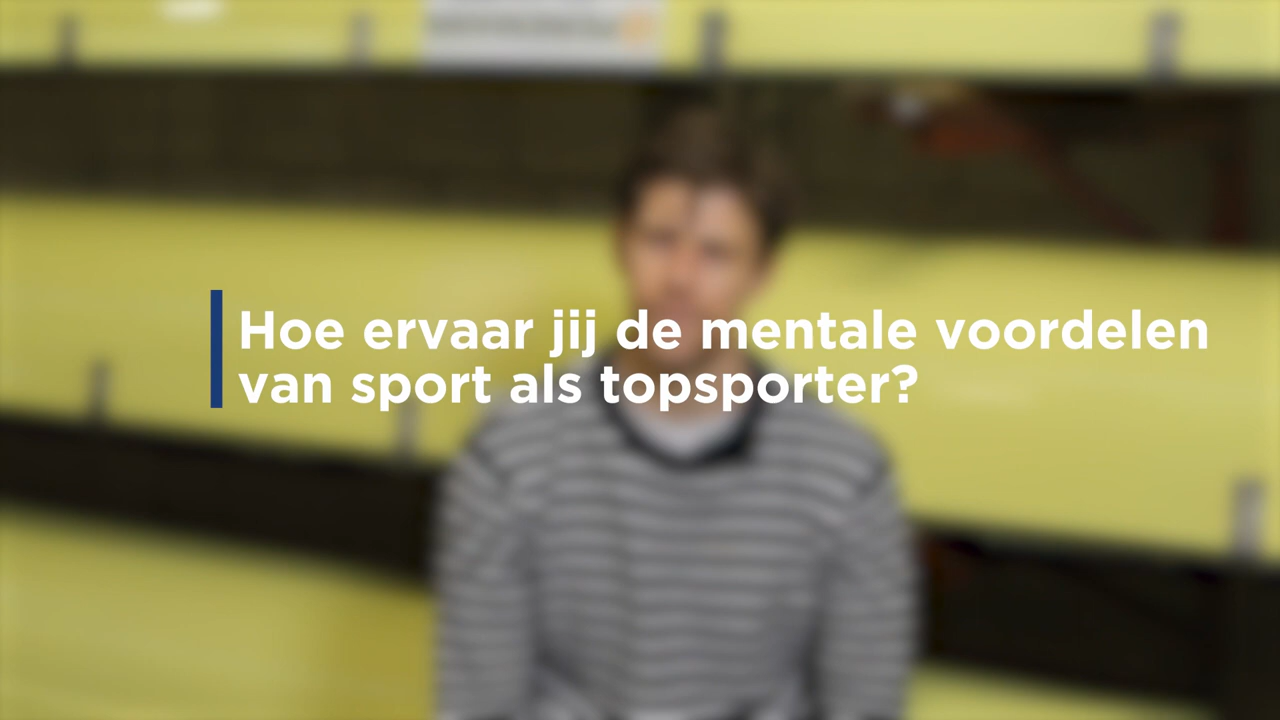 Hoe ervaar jij de mentale voordelen
van sport als topsporter?